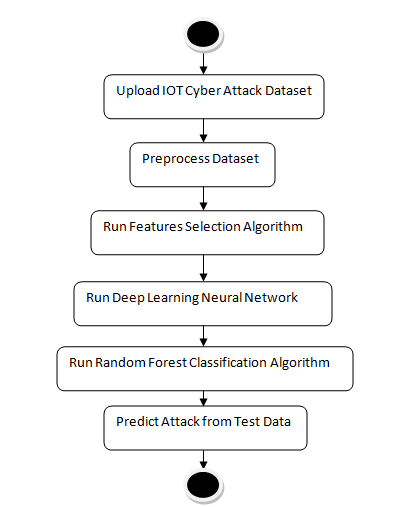 Upload IOT Cyber Attack Dataset
Preprocess Dataset
Run Features Selection Algorithm
Run Deep Learning Neural Network
Run Random Forest Classification Algorithm
Predict Attack from Test Data